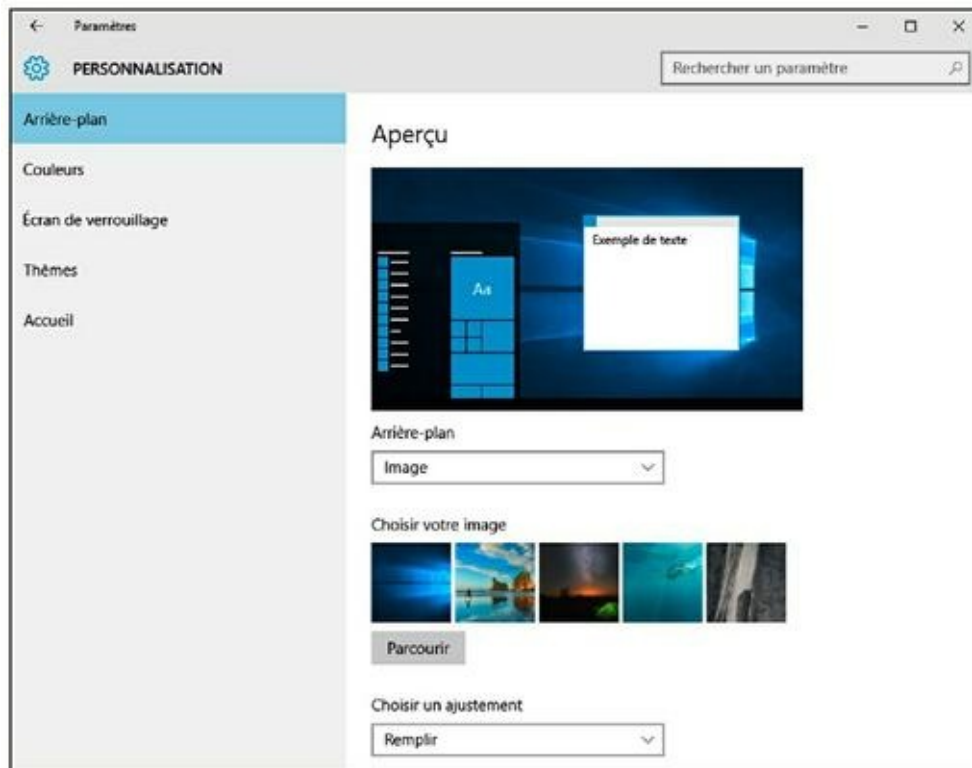 Paramètres
PERSONNALISATION
Rechercher un paramètre
Arrière-plan
Couleurs
Écran de verrouillage
Thèmes
Accueil
Aperçu
Exemple de texte
Aa
Arrière-plan
Image
Choisir votre image
Parcourir
Choisir un ajustement
Remplir